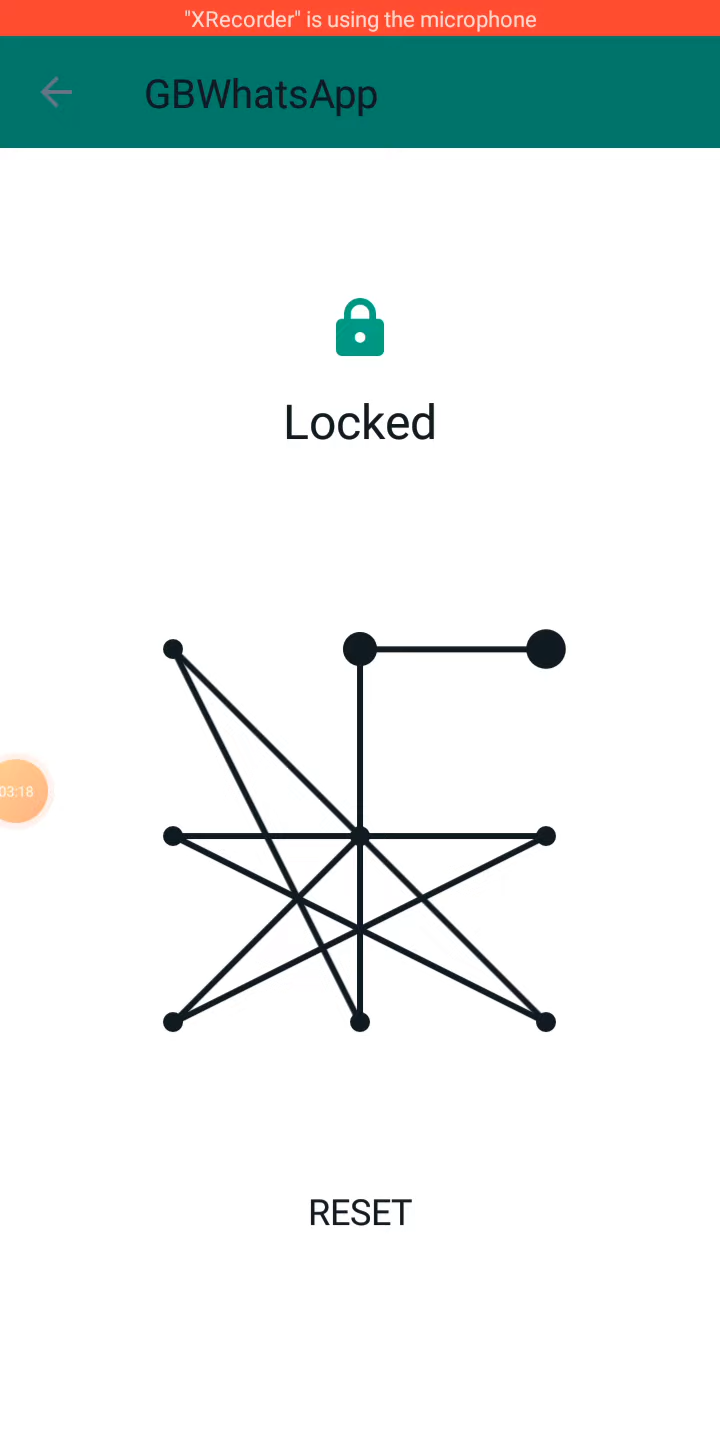 "XRecorder" is using the microphone
GBWhatsApp
Locked
03:18
RESET